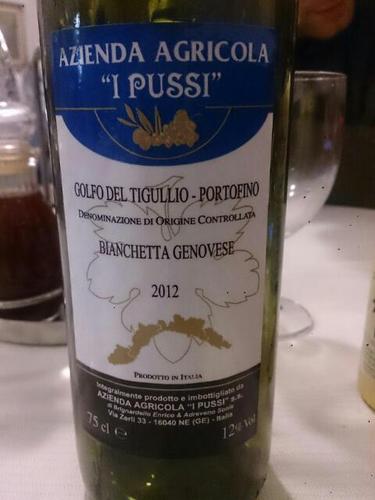 AZIENDA AGRICOLA
"I PUSSI"
GOLFO DEL TIGULLIO - PORTOFINO
DENOMINAZIONE DI ORIGINE CONTROLLATA
BIANCHETTA GENOVESE
2012
PRODOTTO IN ITALIA
Integralmente prodotto e imbottigliato da
AZIENDA AGRICOLA "I PUSSI" s.s.
di Brignardello Enrico & Adreveno
Via Zerli 33 - 16040 NE (GE) - Italia
75 cl e
12% vol